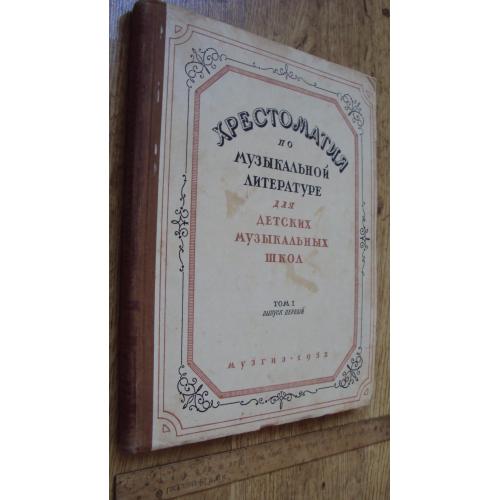 ХРЕСТОМАТИЯ
ПО
МУЗЫКАЛЬНОЙ
ЛИТЕРАТУРЕ
ДЛЯ
ДЕТСКИХ
МУЗЫКАЛЬНЫХ
ШКОЛ
ТОМ I
выпуск первый
МУЗГИЗ · 1952